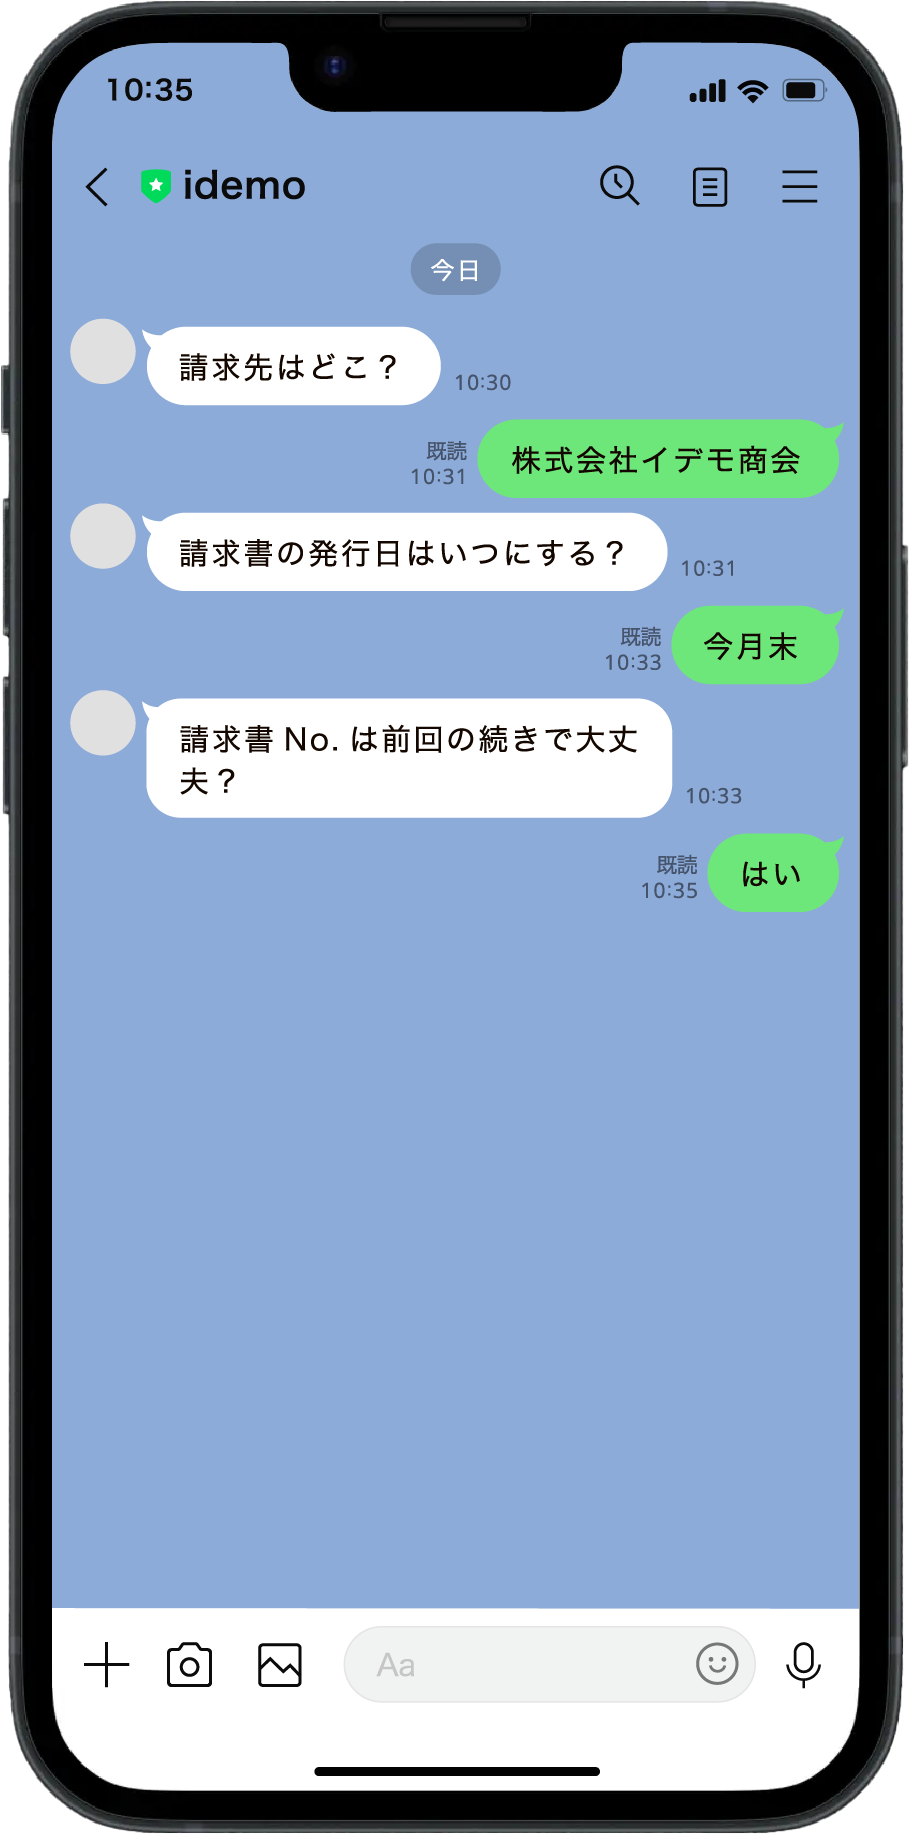 10:35
idemo
今日
請求先はどこ？
10:30
既読
10:31
株式会社イデモ商会
請求書の発行日はいつにする？
10:31
既読
10:33
今月末
請求書 No. は前回の続きで大丈
夫？
10:33
既読
10:35
はい
Aa